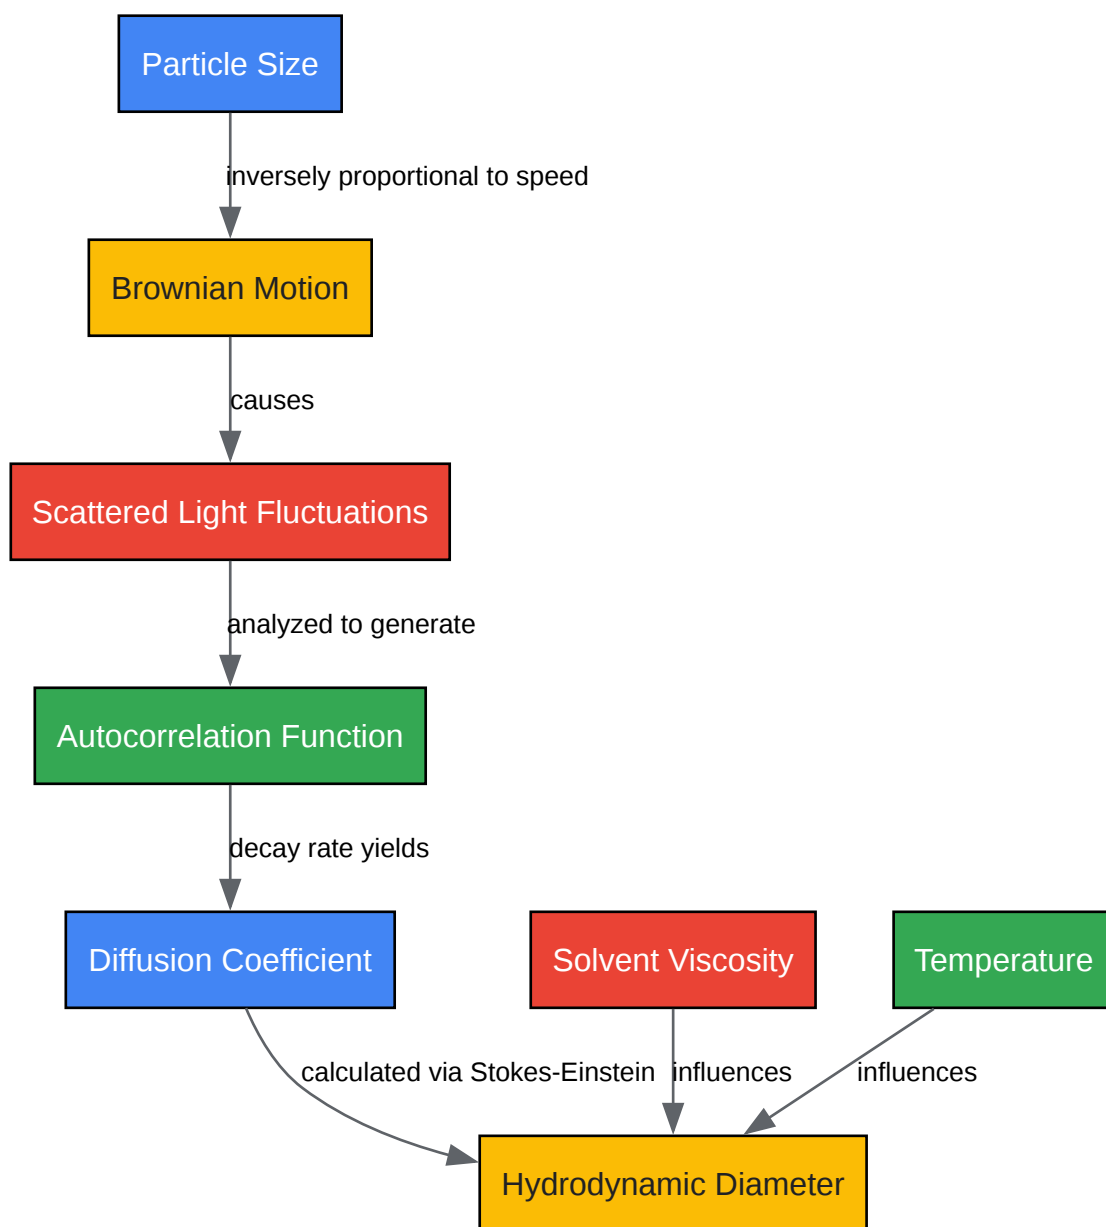 Particle Size
inversely proportional to speed
Brownian Motion
causes
Scattered Light Fluctuations
analyzed to generate
Autocorrelation Function
decay rate yields
Diffusion Coefficient
Solvent Viscosity
Temperature
calculated via Stokes-Einstein
influences
influences
Hydrodynamic Diameter